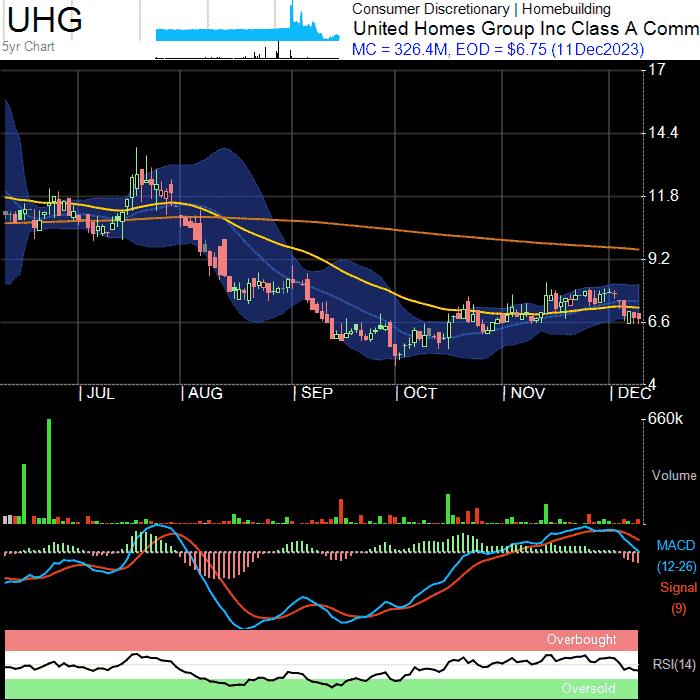 UHG
5yr Chart
Consumer Discretionary | Homebuilding
United Homes Group Inc Class A Comm
MC = 326.4M, EOD = $6.75 (11Dec2023)
17
14.4
11.8
9.2
6.6
4
| JUL | AUG | SEP | OCT | NOV | DEC
660k
Volume
MACD
(12-26)
Signal
(9)
Overbought
RSI(14)
Oversold